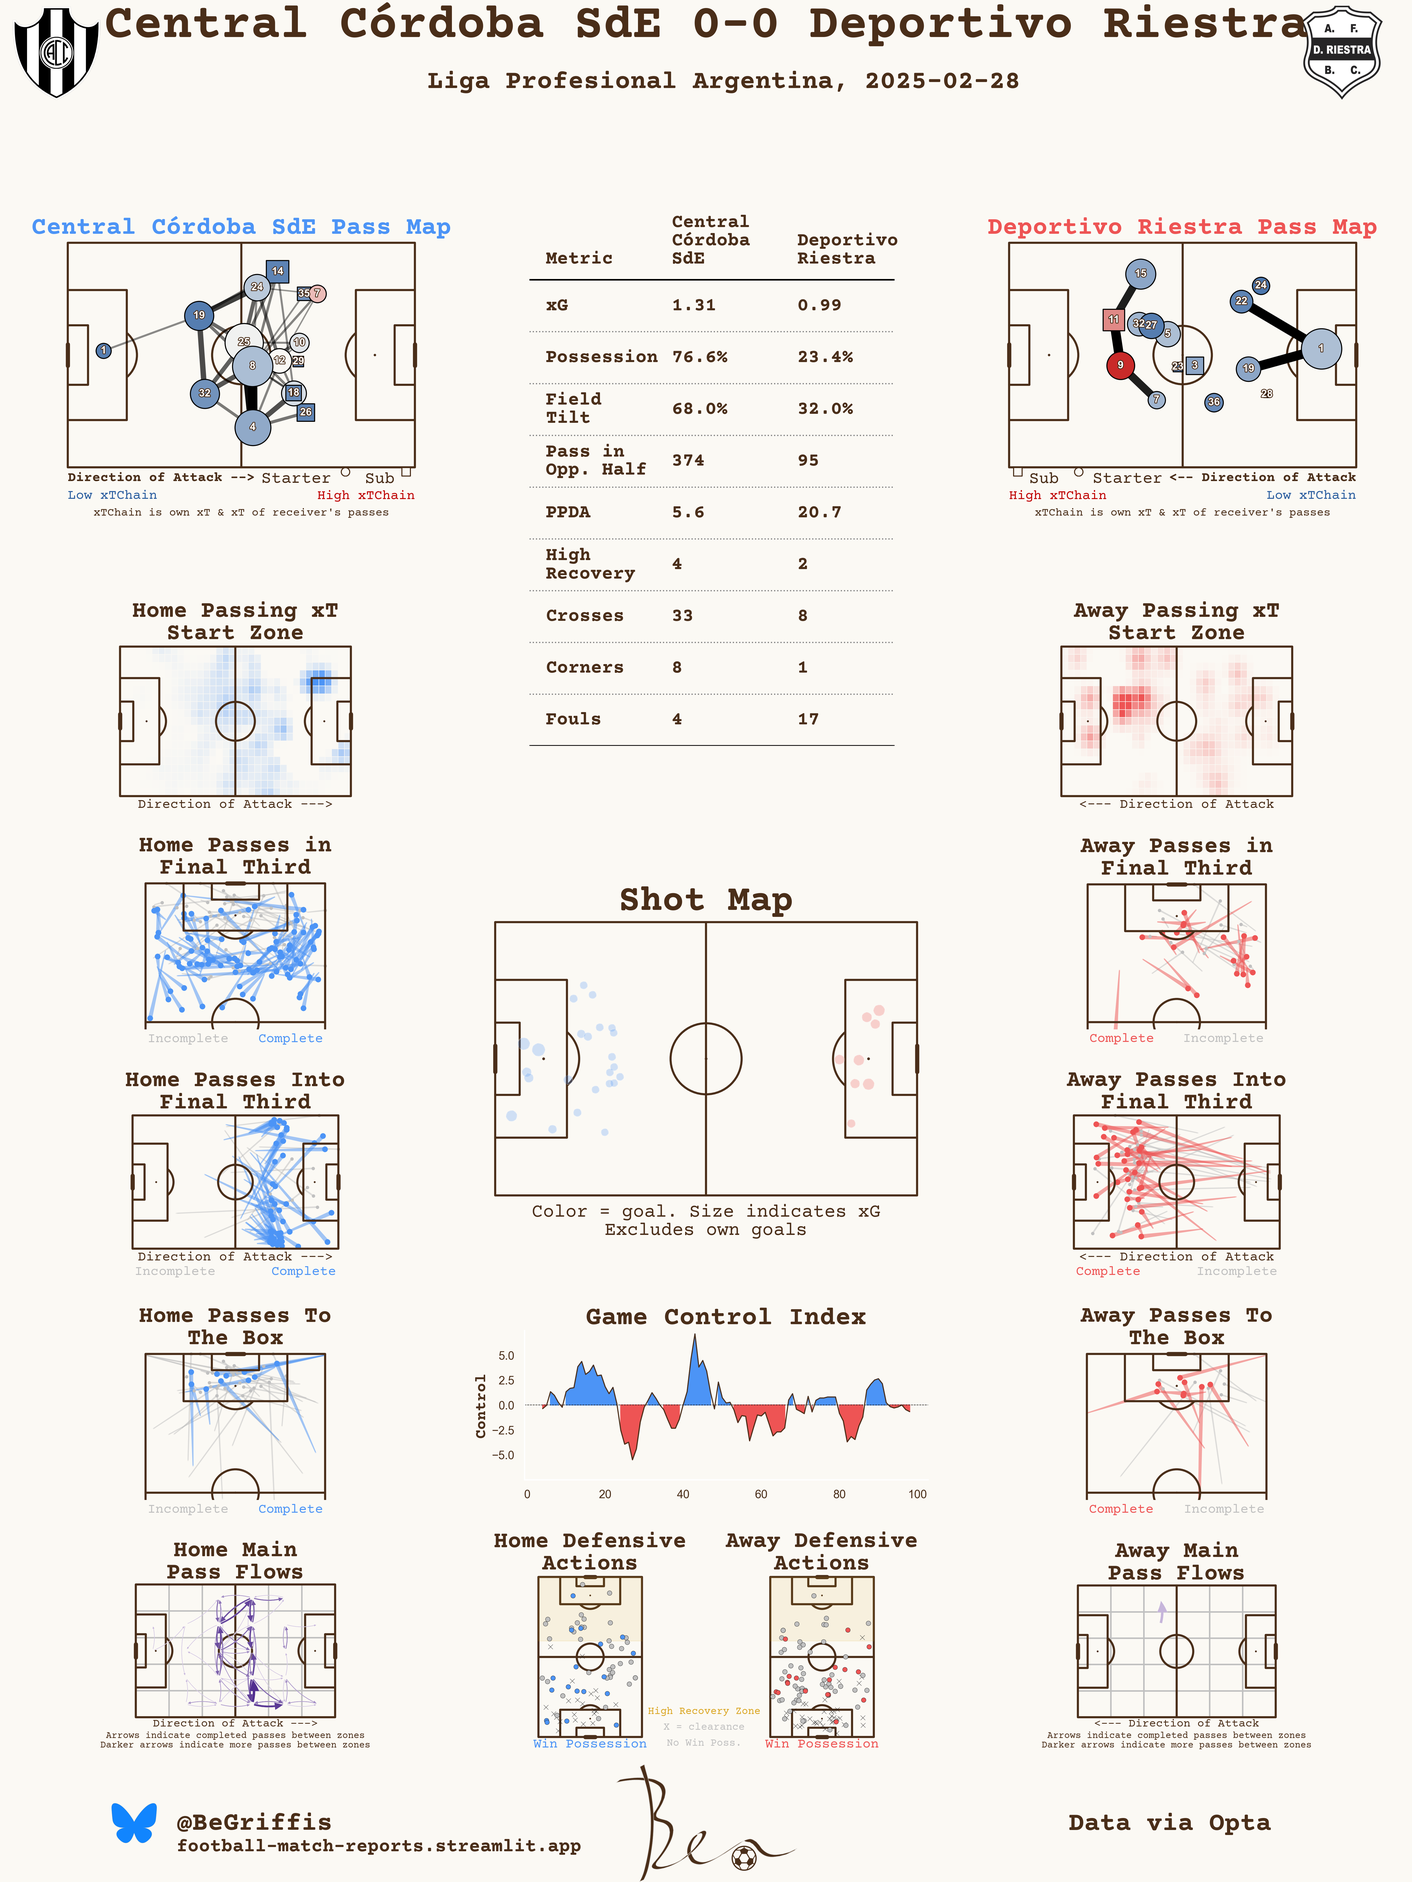 Central Córdoba SdE 0-0 Deportivo Riestra
A. F.
D. RIESTRA
B. C.
Liga Profesional Argentina, 2025-02-28
Central Córdoba SdE Pass Map
14
24
35
7
19
25
10
1
12
29
8
32
18
26
4
Direction of Attack -->
Starter
Sub
Low xTChain
High xTChain
xTChain is own xT & xT of receiver's passes
Metric
Central
Córdoba
SdE
Deportivo
Riestra
xG 1.31 0.99
Possession 76.6% 23.4%
Field
Tilt 68.0% 32.0%
Pass in
Opp. Half 374 95
PPDA 5.6 20.7
High
Recovery 4 2
Crosses 33 8
Corners 8 1
Fouls 4 17
Deportivo Riestra Pass Map
15
24
22
11
32
27
5
1
9
23
3
19
7
36
28
Sub
Starter
<-- Direction of Attack
High xTChain
Low xTChain
xTChain is own xT & xT of receiver's passes
Home Passing xT
Start Zone
Direction of Attack --->
Away Passing xT
Start Zone
<--- Direction of Attack
Home Passes in
Final Third
Incomplete
Complete
Away Passes in
Final Third
Complete
Incomplete
Shot Map
Color = goal. Size indicates xG
Excludes own goals
Home Passes Into
Final Third
Direction of Attack --->
Incomplete
Complete
Away Passes Into
Final Third
<--- Direction of Attack
Complete
Incomplete
Home Passes To
The Box
Incomplete
Complete
Game Control Index
Control
5.0
2.5
0.0
−2.5
−5.0
0 20 40 60 80 100
Away Passes To
The Box
Complete
Incomplete
Home Main
Pass Flows
Direction of Attack --->
Arrows indicate completed passes between zones
Darker arrows indicate more passes between zones
Home Defensive
Actions
Win Possession
Away Defensive
Actions
Win Possession
High Recovery Zone
X = clearance
No Win Poss.
Away Main
Pass Flows
<--- Direction of Attack
Arrows indicate completed passes between zones
Darker arrows indicate more passes between zones
@BeGriffis
football-match-reports.streamlit.app
Ben
Data via Opta